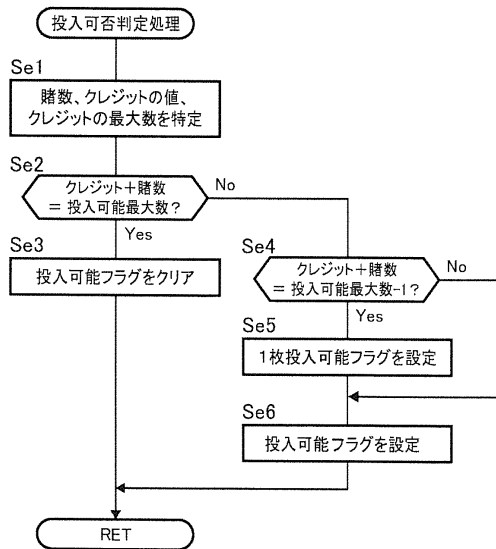 投入可否判定処理
Se1
賭数、クレジットの値、
クレジットの最大数を特定
Se2
クレジット＋賭数
＝投入可能最大数？
No
Yes
Se3
投入可能フラグをクリア
Se4
クレジット＋賭数
＝投入可能最大数-1？
No
Yes
Se5
1枚投入可能フラグを設定
Se6
投入可能フラグを設定
RET